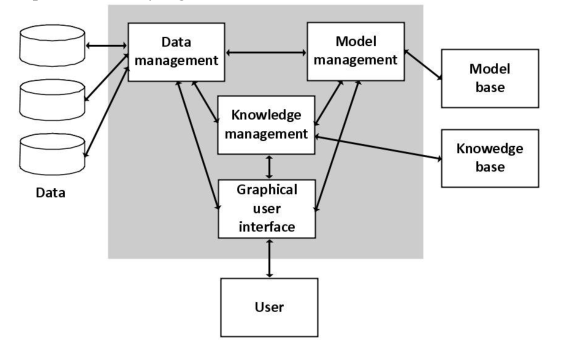 Data
management
Model
management
Model
base
Knowledge
management
Knowedge
base
Data
Graphical
user
interface
User